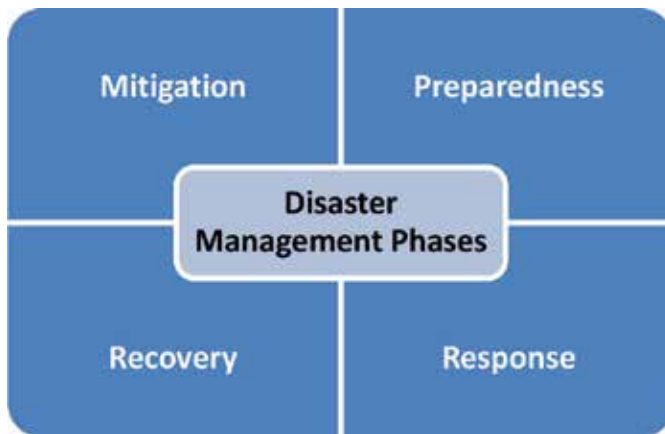 Mitigation
Preparedness
Disaster
Management Phases
Recovery
Response